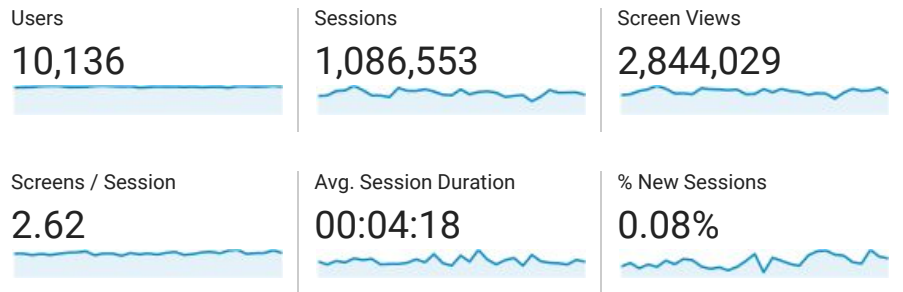 Users
10,136
Sessions
1,086,553
Screen Views
2,844,029
Screens / Session
2.62
Avg. Session Duration
00:04:18
% New Sessions
0.08%